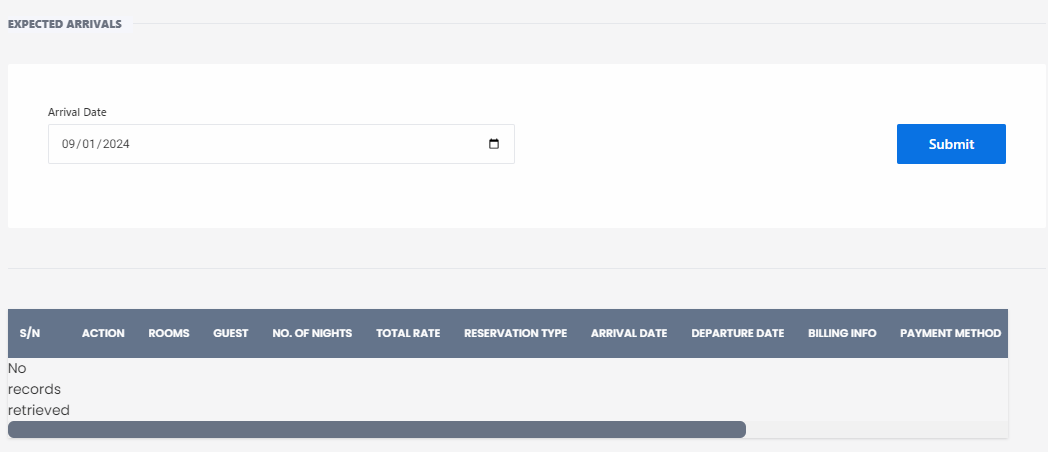 EXPECTED ARRIVALS
Arrival Date
09/01/2024
Submit
S/N ACTION ROOMS GUEST NO. OF NIGHTS TOTAL RATE RESERVATION TYPE ARRIVAL DATE DEPARTURE DATE BILLING INFO PAYMENT METHOD
No
records
retrieved